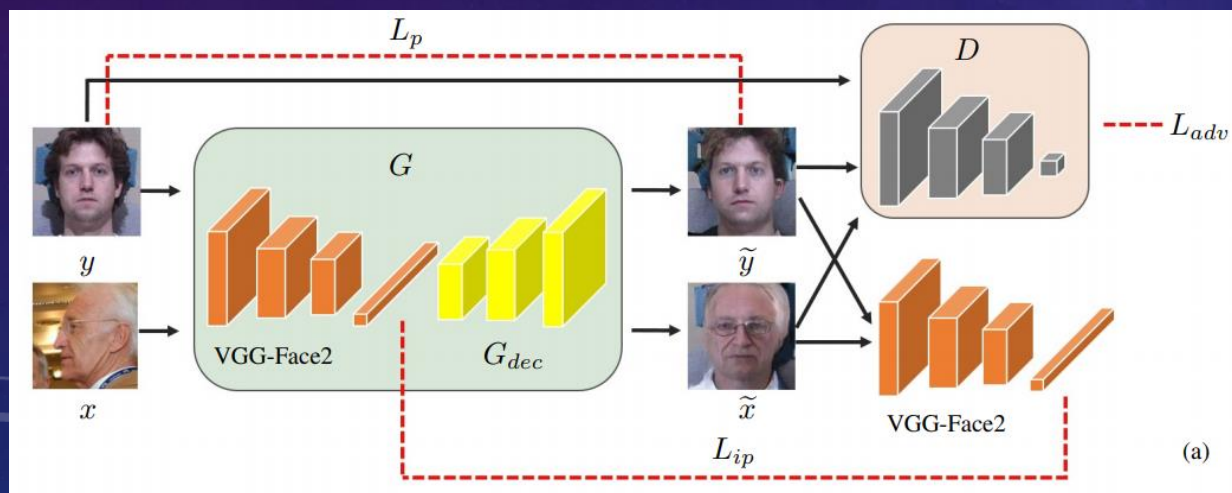 L_p
D
L_adv
G
y
ỹ
VGG-Face2
G_dec
x
x̃
VGG-Face2
L_ip
(a)